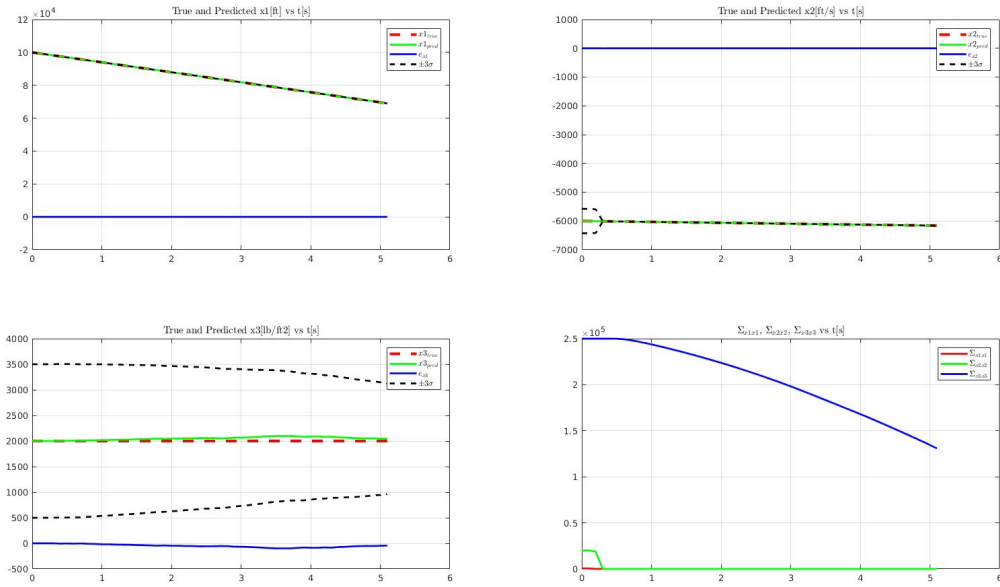 True and Predicted x1[ft] vs t[s]
×10⁴
12
10
8
6
4
2
0
-2
0 1 2 3 4 5 6
x1true
x1pred
ex1
±3σ
True and Predicted x2[ft/s] vs t[s]
1000
0
-1000
-2000
-3000
-4000
-5000
-6000
-7000
0 1 2 3 4 5 6
x2true
x2pred
ex2
±3σ
True and Predicted x3[lb/ft2] vs t[s]
4000
3500
3000
2500
2000
1500
1000
500
0
-500
0 1 2 3 4 5 6
x3true
x3pred
ex3
±3σ
Σx1x1, Σx2x2, Σx3x3 vs t[s]
×10⁵
2.5
2
1.5
1
0.5
0
0 1 2 3 4 5 6
Σx1x1
Σx2x2
Σx3x3